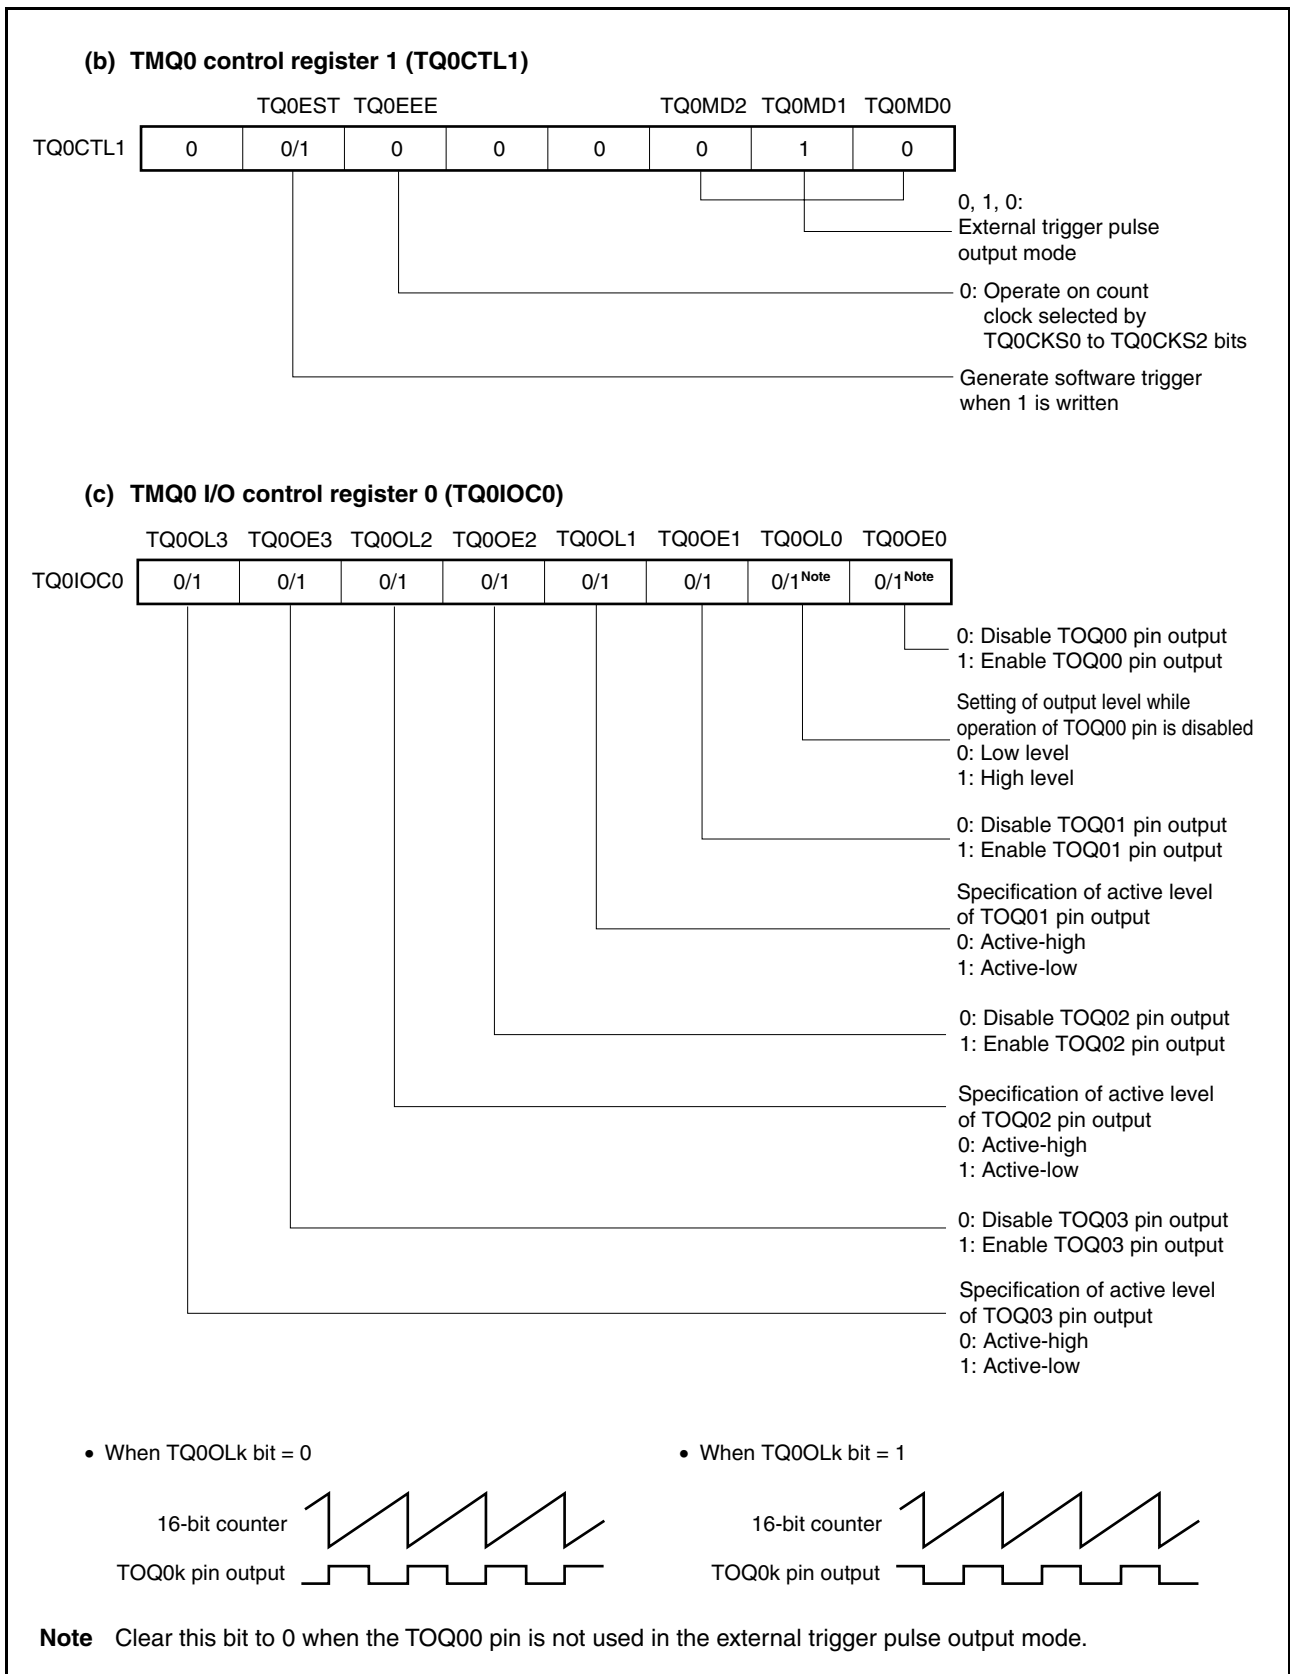 (b) TMQ0 control register 1 (TQ0CTL1)
TQ0EST TQ0EEE TQ0MD2 TQ0MD1 TQ0MD0
TQ0CTL1 0 0/1 0 0 0 0 1 0
0, 1, 0:
External trigger pulse
output mode
0: Operate on count
clock selected by
TQ0CKS0 to TQ0CKS2 bits
Generate software trigger
when 1 is written
(c) TMQ0 I/O control register 0 (TQ0IOC0)
TQ0OL3 TQ0OE3 TQ0OL2 TQ0OE2 TQ0OL1 TQ0OE1 TQ0OL0 TQ0OE0
TQ0IOC0 0/1 0/1 0/1 0/1 0/1 0/1 0/1Note 0/1Note
0: Disable TOQ00 pin output
1: Enable TOQ00 pin output
Setting of output level while
operation of TOQ00 pin is disabled
0: Low level
1: High level
0: Disable TOQ01 pin output
1: Enable TOQ01 pin output
Specification of active level
of TOQ01 pin output
0: Active-high
1: Active-low
0: Disable TOQ02 pin output
1: Enable TOQ02 pin output
Specification of active level
of TOQ02 pin output
0: Active-high
1: Active-low
0: Disable TOQ03 pin output
1: Enable TOQ03 pin output
Specification of active level
of TOQ03 pin output
0: Active-high
1: Active-low
• When TQ0OLk bit = 0
16-bit counter
TOQ0k pin output
• When TQ0OLk bit = 1
16-bit counter
TOQ0k pin output
Note Clear this bit to 0 when the TOQ00 pin is not used in the external trigger pulse output mode.